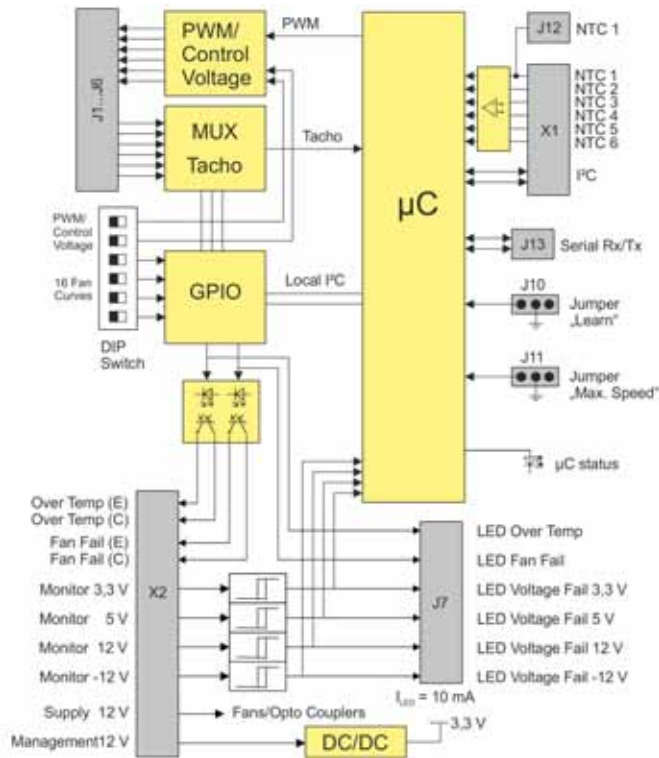 PWM/
Control
Voltage
PWM
J1...J6
MUX
Tacho
Tacho
µC
J12
NTC 1
NTC 1
NTC 2
NTC 3
NTC 4
NTC 5
NTC 6
X1
I²C
PWM/
Control
Voltage
16 Fan
Curves
DIP
Switch
GPIO
Local I²C
J13
Serial Rx/Tx
J10
Jumper
„Learn“
J11
Jumper
„Max. Speed“
µC status
Over Temp (E)
Over Temp (C)
Fan Fail (E)
Fan Fail (C)
Monitor 3,3 V
Monitor 5 V
Monitor 12 V
Monitor -12 V
Supply 12 V
Management12 V
X2
Fans/Opto Couplers
DC/DC
3,3 V
J7
LED Over Temp
LED Fan Fail
LED Voltage Fail 3,3 V
LED Voltage Fail 5 V
LED Voltage Fail 12 V
LED Voltage Fail -12 V
ILED = 10 mA